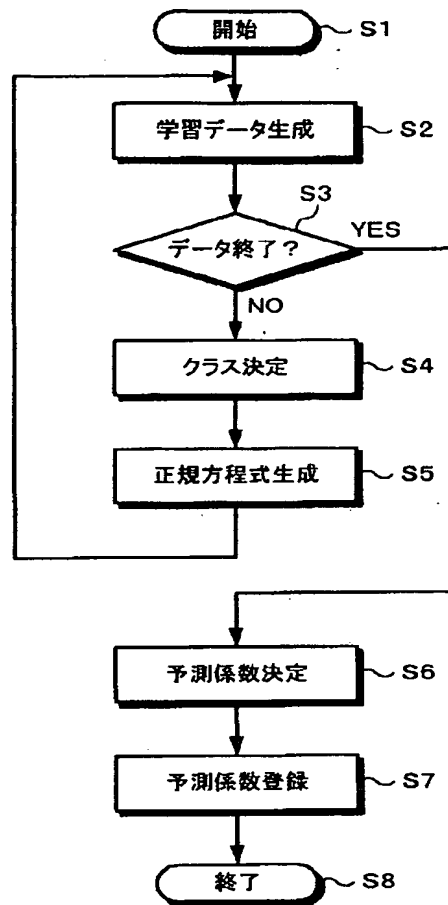 開始 S1
学習データ生成 S2
S3
データ終了？ YES
NO
クラス決定 S4
正規方程式生成 S5
予測係数決定 S6
予測係数登録 S7
終了 S8